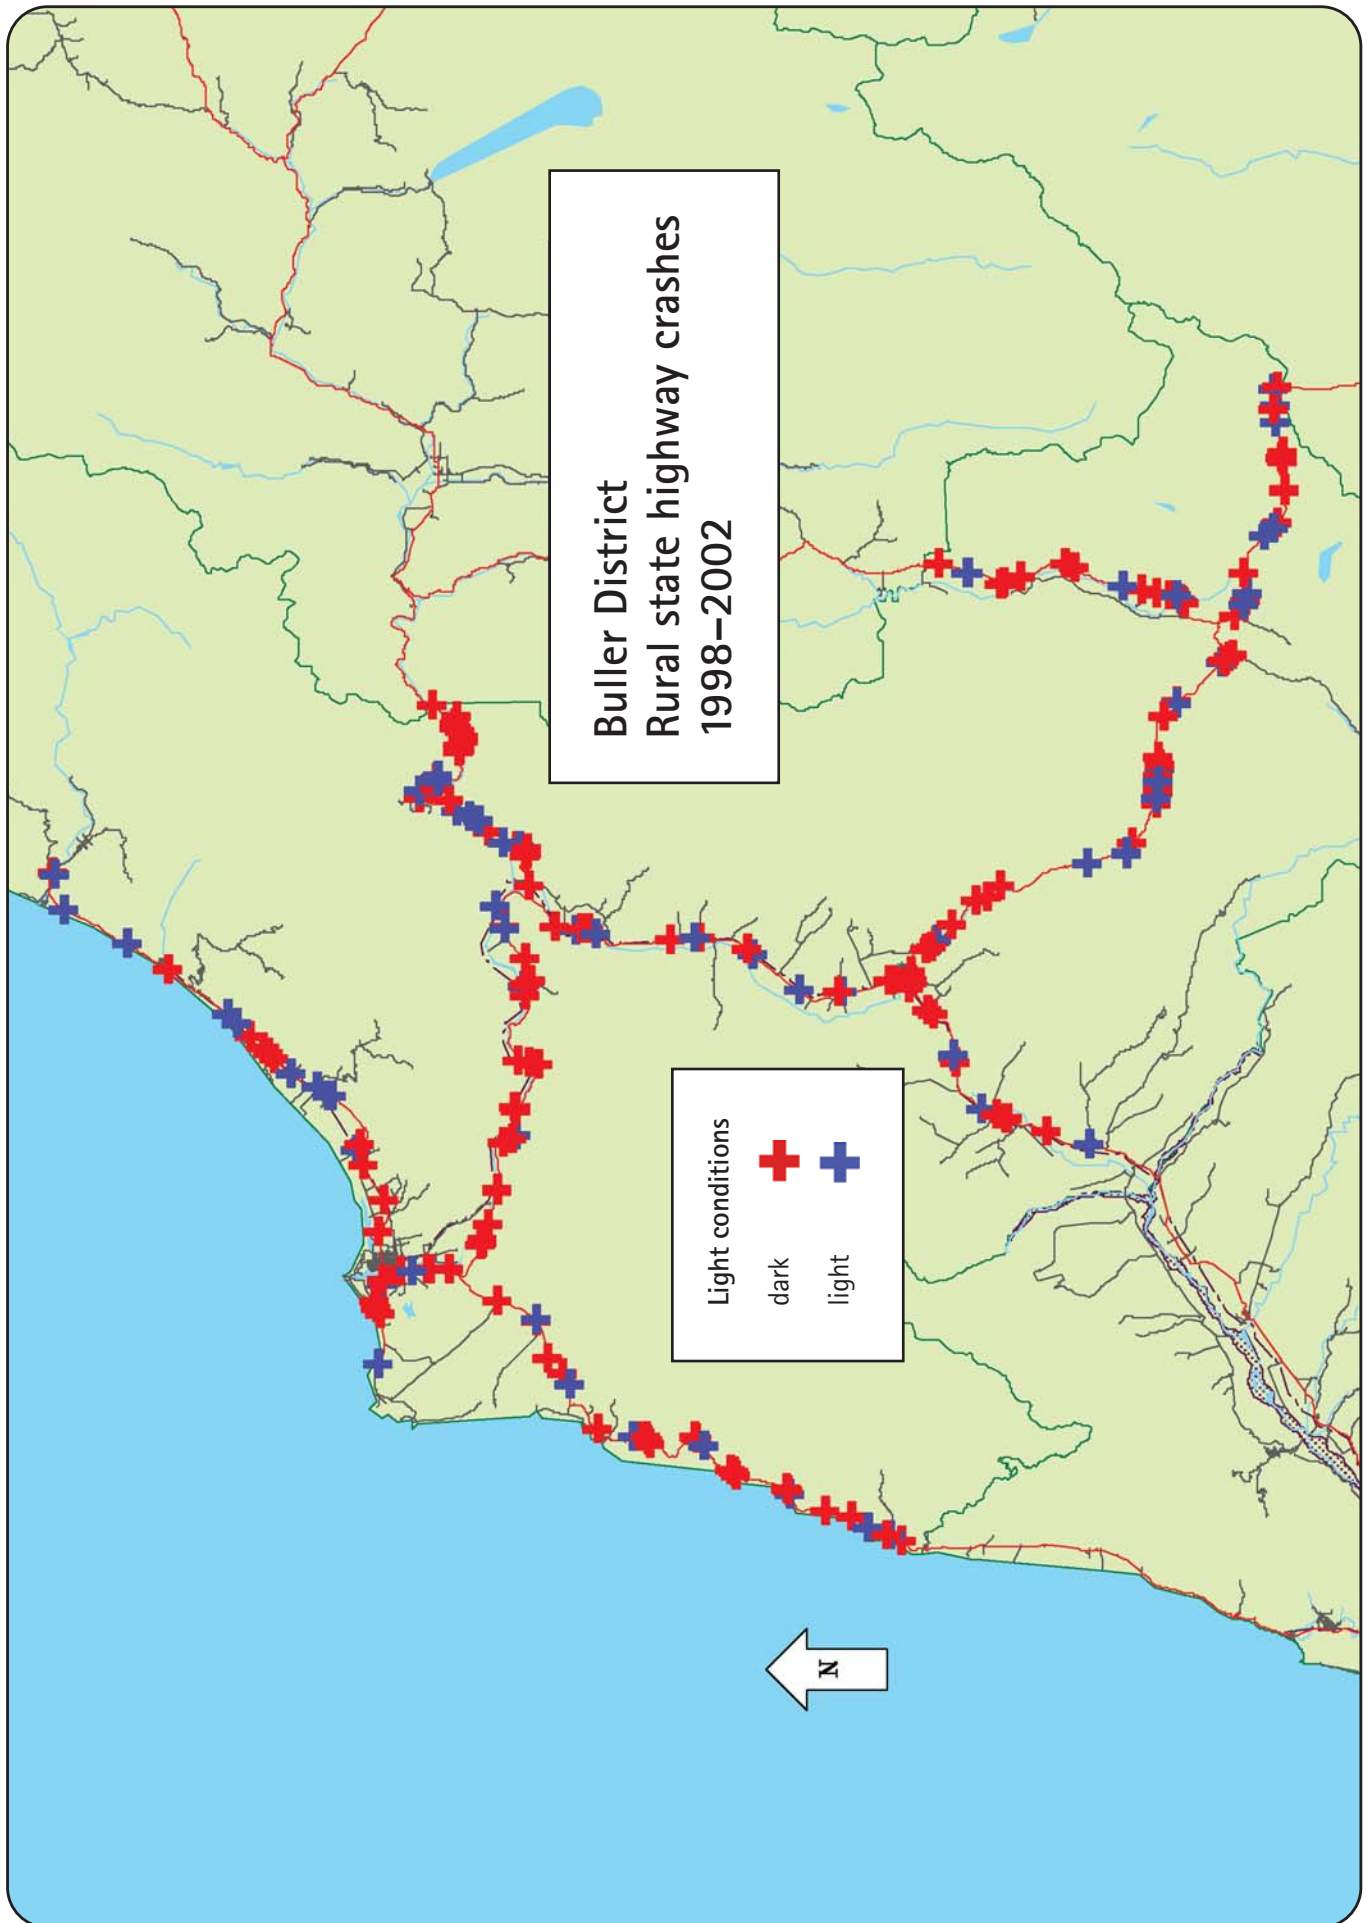 Buller District
Rural state highway crashes
1998–2002
Light conditions
dark
light
N